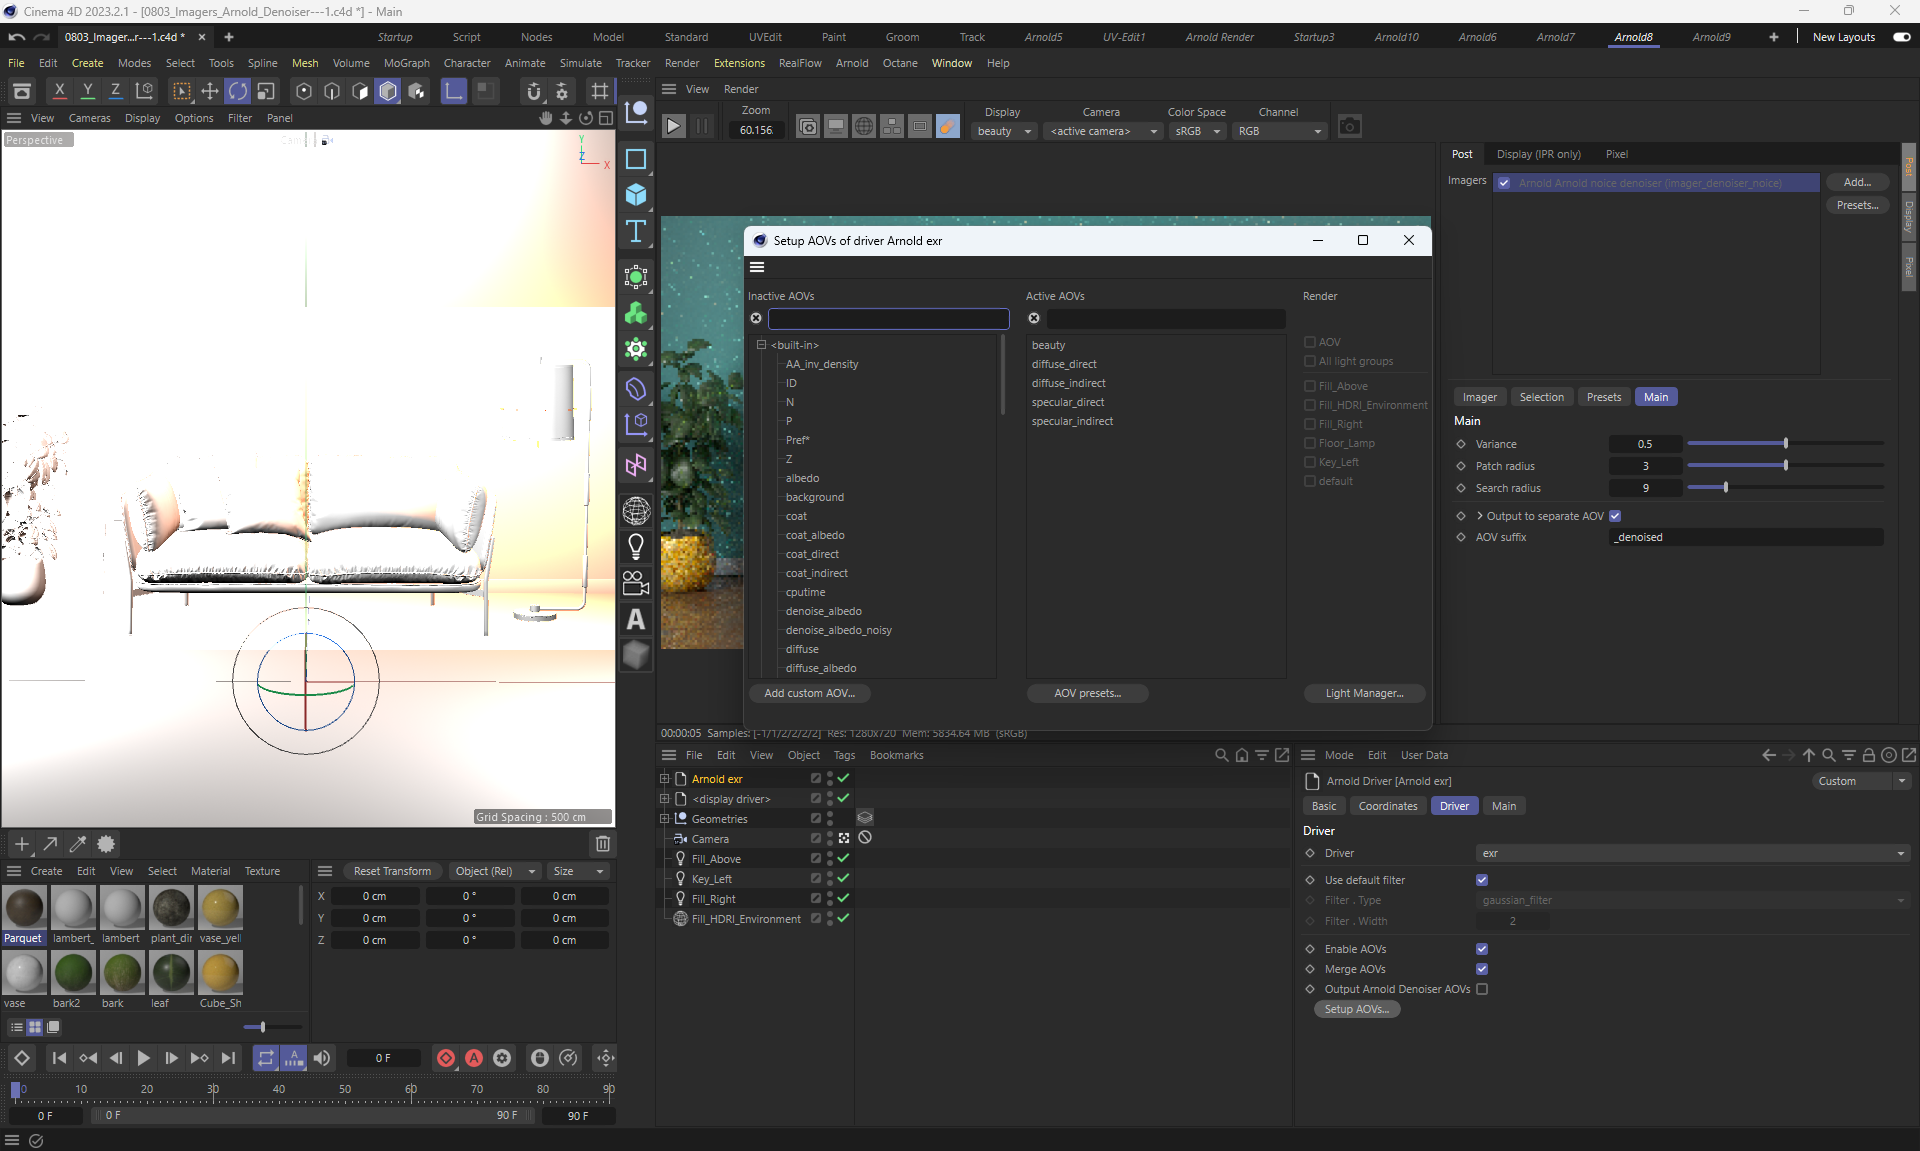 Cinema 4D 2023.2.1 - [0803_Imagers_Arnold_Denoiser---1.c4d *] - Main
0803_Imager...r---1.c4d * × + Startup Script Nodes Model Standard UVEdit Paint Groom Track Arnold5 UV-Edit1 Arnold Render Startup3 Arnold10 Arnold6 Arnold7 Arnold8 Arnold9 + New Layouts
File Edit Create Modes Select Tools Spline Mesh Volume MoGraph Character Animate Simulate Tracker Render Extensions RealFlow Arnold Octane Window Help
X Y Z
View Cameras Display Options Filter Panel
Perspective
Y
Z
X
Grid Spacing : 500 cm
T
A
View Render
Zoom
60.156.
Display Camera Color Space Channel
beauty <active camera> sRGB RGB
Post Display (IPR only) Pixel
Imagers
Arnold Arnold noice denoiser (imager_denoiser_noice)
Add...
Presets...
Post
Display
Pixel
Imager Selection Presets Main
Main
Variance 0.5
Patch radius 3
Search radius 9
> Output to separate AOV
AOV suffix _denoised
Setup AOVs of driver Arnold exr
Inactive AOVs
<built-in>
AA_inv_density
ID
N
P
Pref*
Z
albedo
background
coat
coat_albedo
coat_direct
coat_indirect
cputime
denoise_albedo
denoise_albedo_noisy
diffuse
diffuse_albedo
Add custom AOV...
Active AOVs
beauty
diffuse_direct
diffuse_indirect
specular_direct
specular_indirect
AOV presets...
Render
AOV
All light groups
Fill_Above
Fill_HDRI_Environment
Fill_Right
Floor_Lamp
Key_Left
default
Light Manager...
00:00:05 Samples: [-1/1/2/2/2/2] Res: 1280x720 Mem: 5834.64 MB (sRGB)
File Edit View Object Tags Bookmarks
Arnold exr
<display driver>
Geometries
Camera
Fill_Above
Key_Left
Fill_Right
Fill_HDRI_Environment
Mode Edit User Data
Arnold Driver [Arnold exr]
Custom
Basic Coordinates Driver Main
Driver
Driver exr
Use default filter
Filter . Type gaussian_filter
Filter . Width 2
Enable AOVs
Merge AOVs
Output Arnold Denoiser AOVs
Setup AOVs...
Create Edit View Select Material Texture
Parquet lambert_ lambert plant_dir vase_yell
vase bark2 bark leaf Cube_Sh
Reset Transform Object (Rel) Size
X 0 cm 0 ° 0 cm
Y 0 cm 0 ° 0 cm
Z 0 cm 0 ° 0 cm
A 0 F A
0 10 20 30 40 50 60 70 80 90
0 F 0 F 90 F 90 F